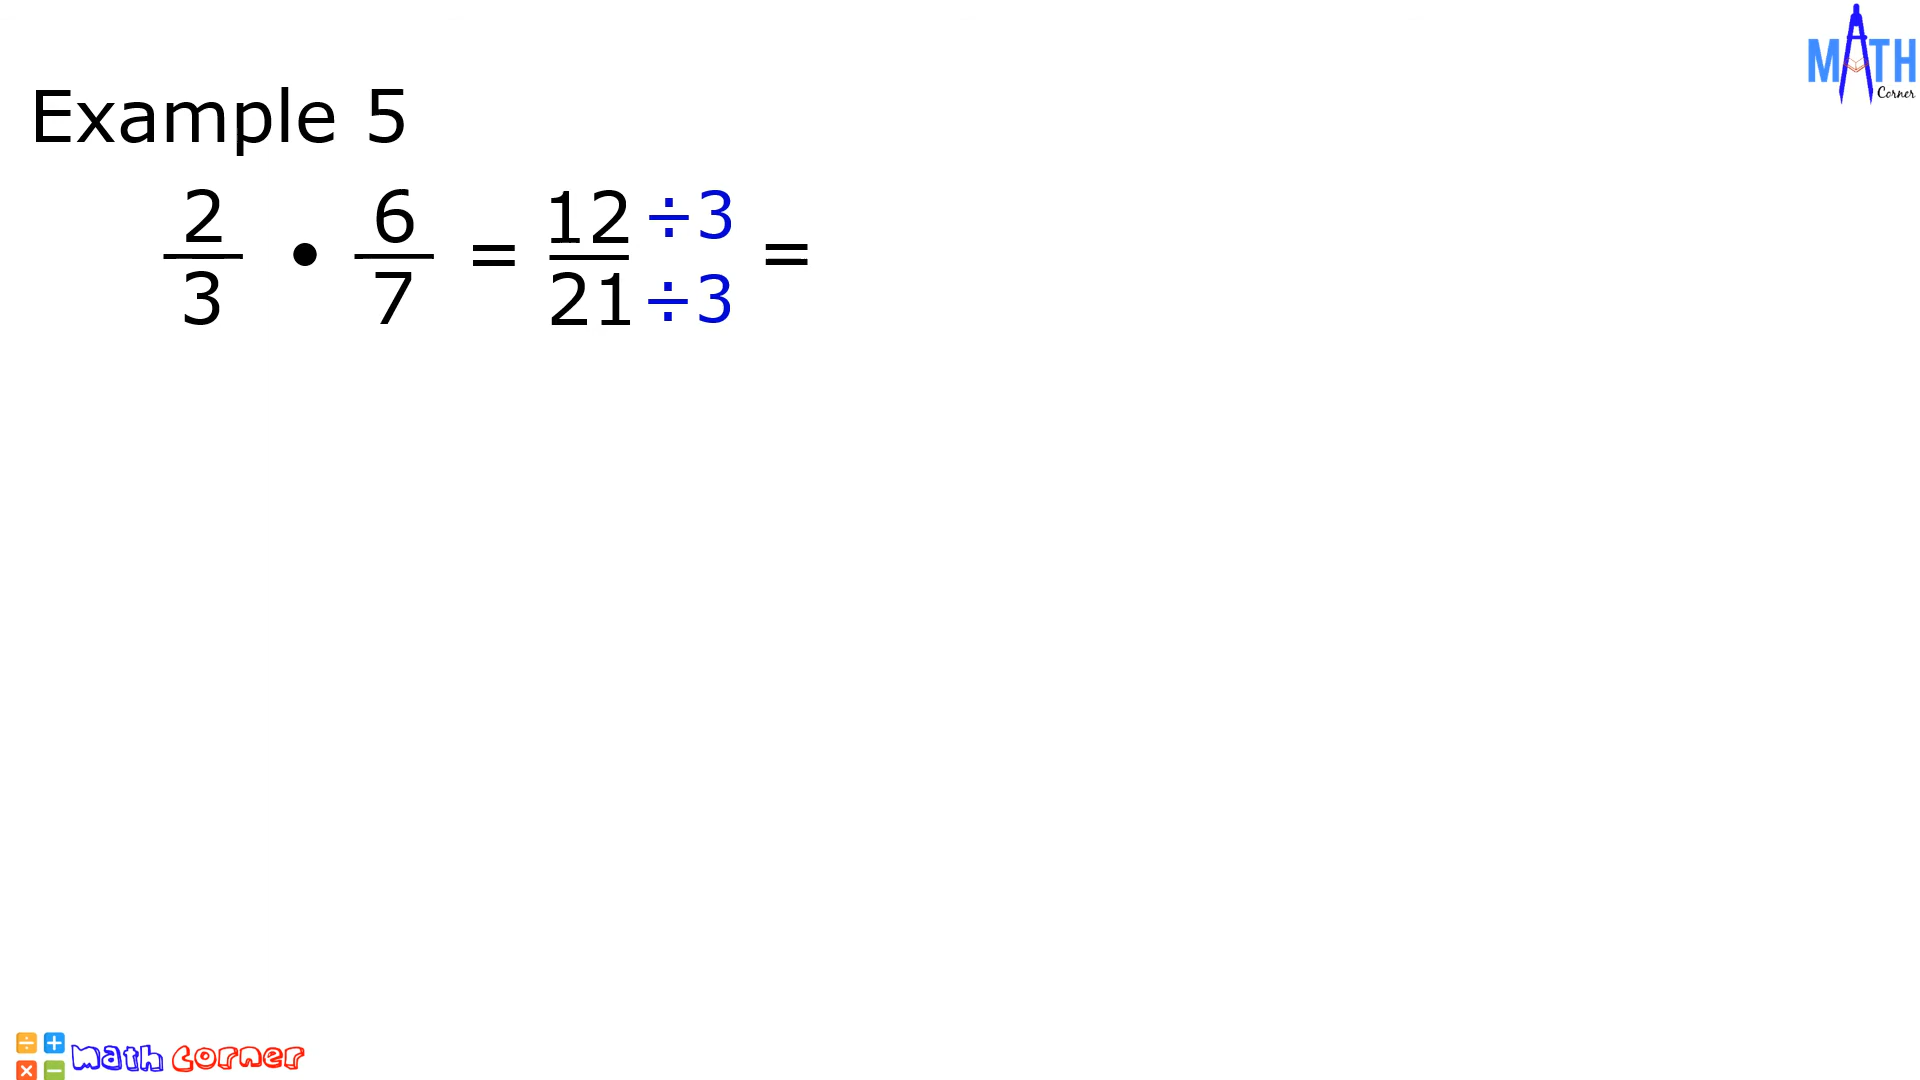 MATH
Corner
Example 5
2/3 • 6/7 = 12÷3/21÷3 =
÷ +
× −
math corner